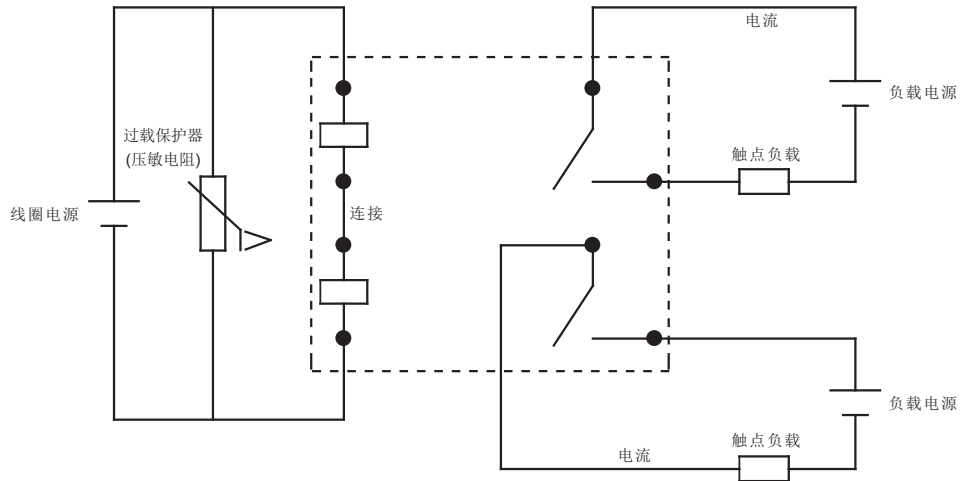 电流
负载电源
过载保护器
(压敏电阻)
触点负载
线圈电源
连接
负载电源
触点负载
电流